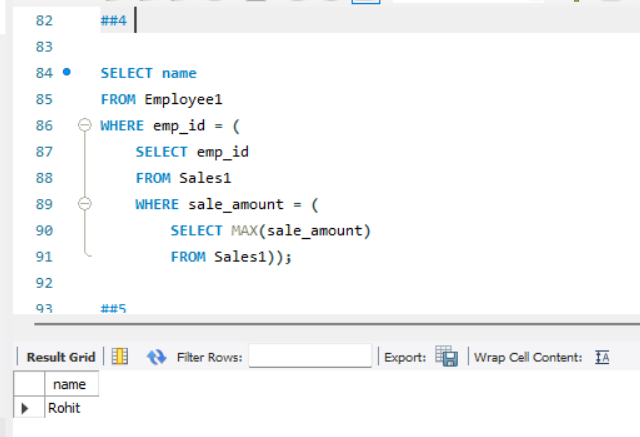 82 ##4
83
84 SELECT name
85 FROM Employee1
86 WHERE emp_id = (
87 SELECT emp_id
88 FROM Sales1
89 WHERE sale_amount = (
90 SELECT MAX(sale_amount)
91 FROM Sales1));
92
93 ##5
Result Grid Filter Rows: Export: Wrap Cell Content: IA
name
Rohit